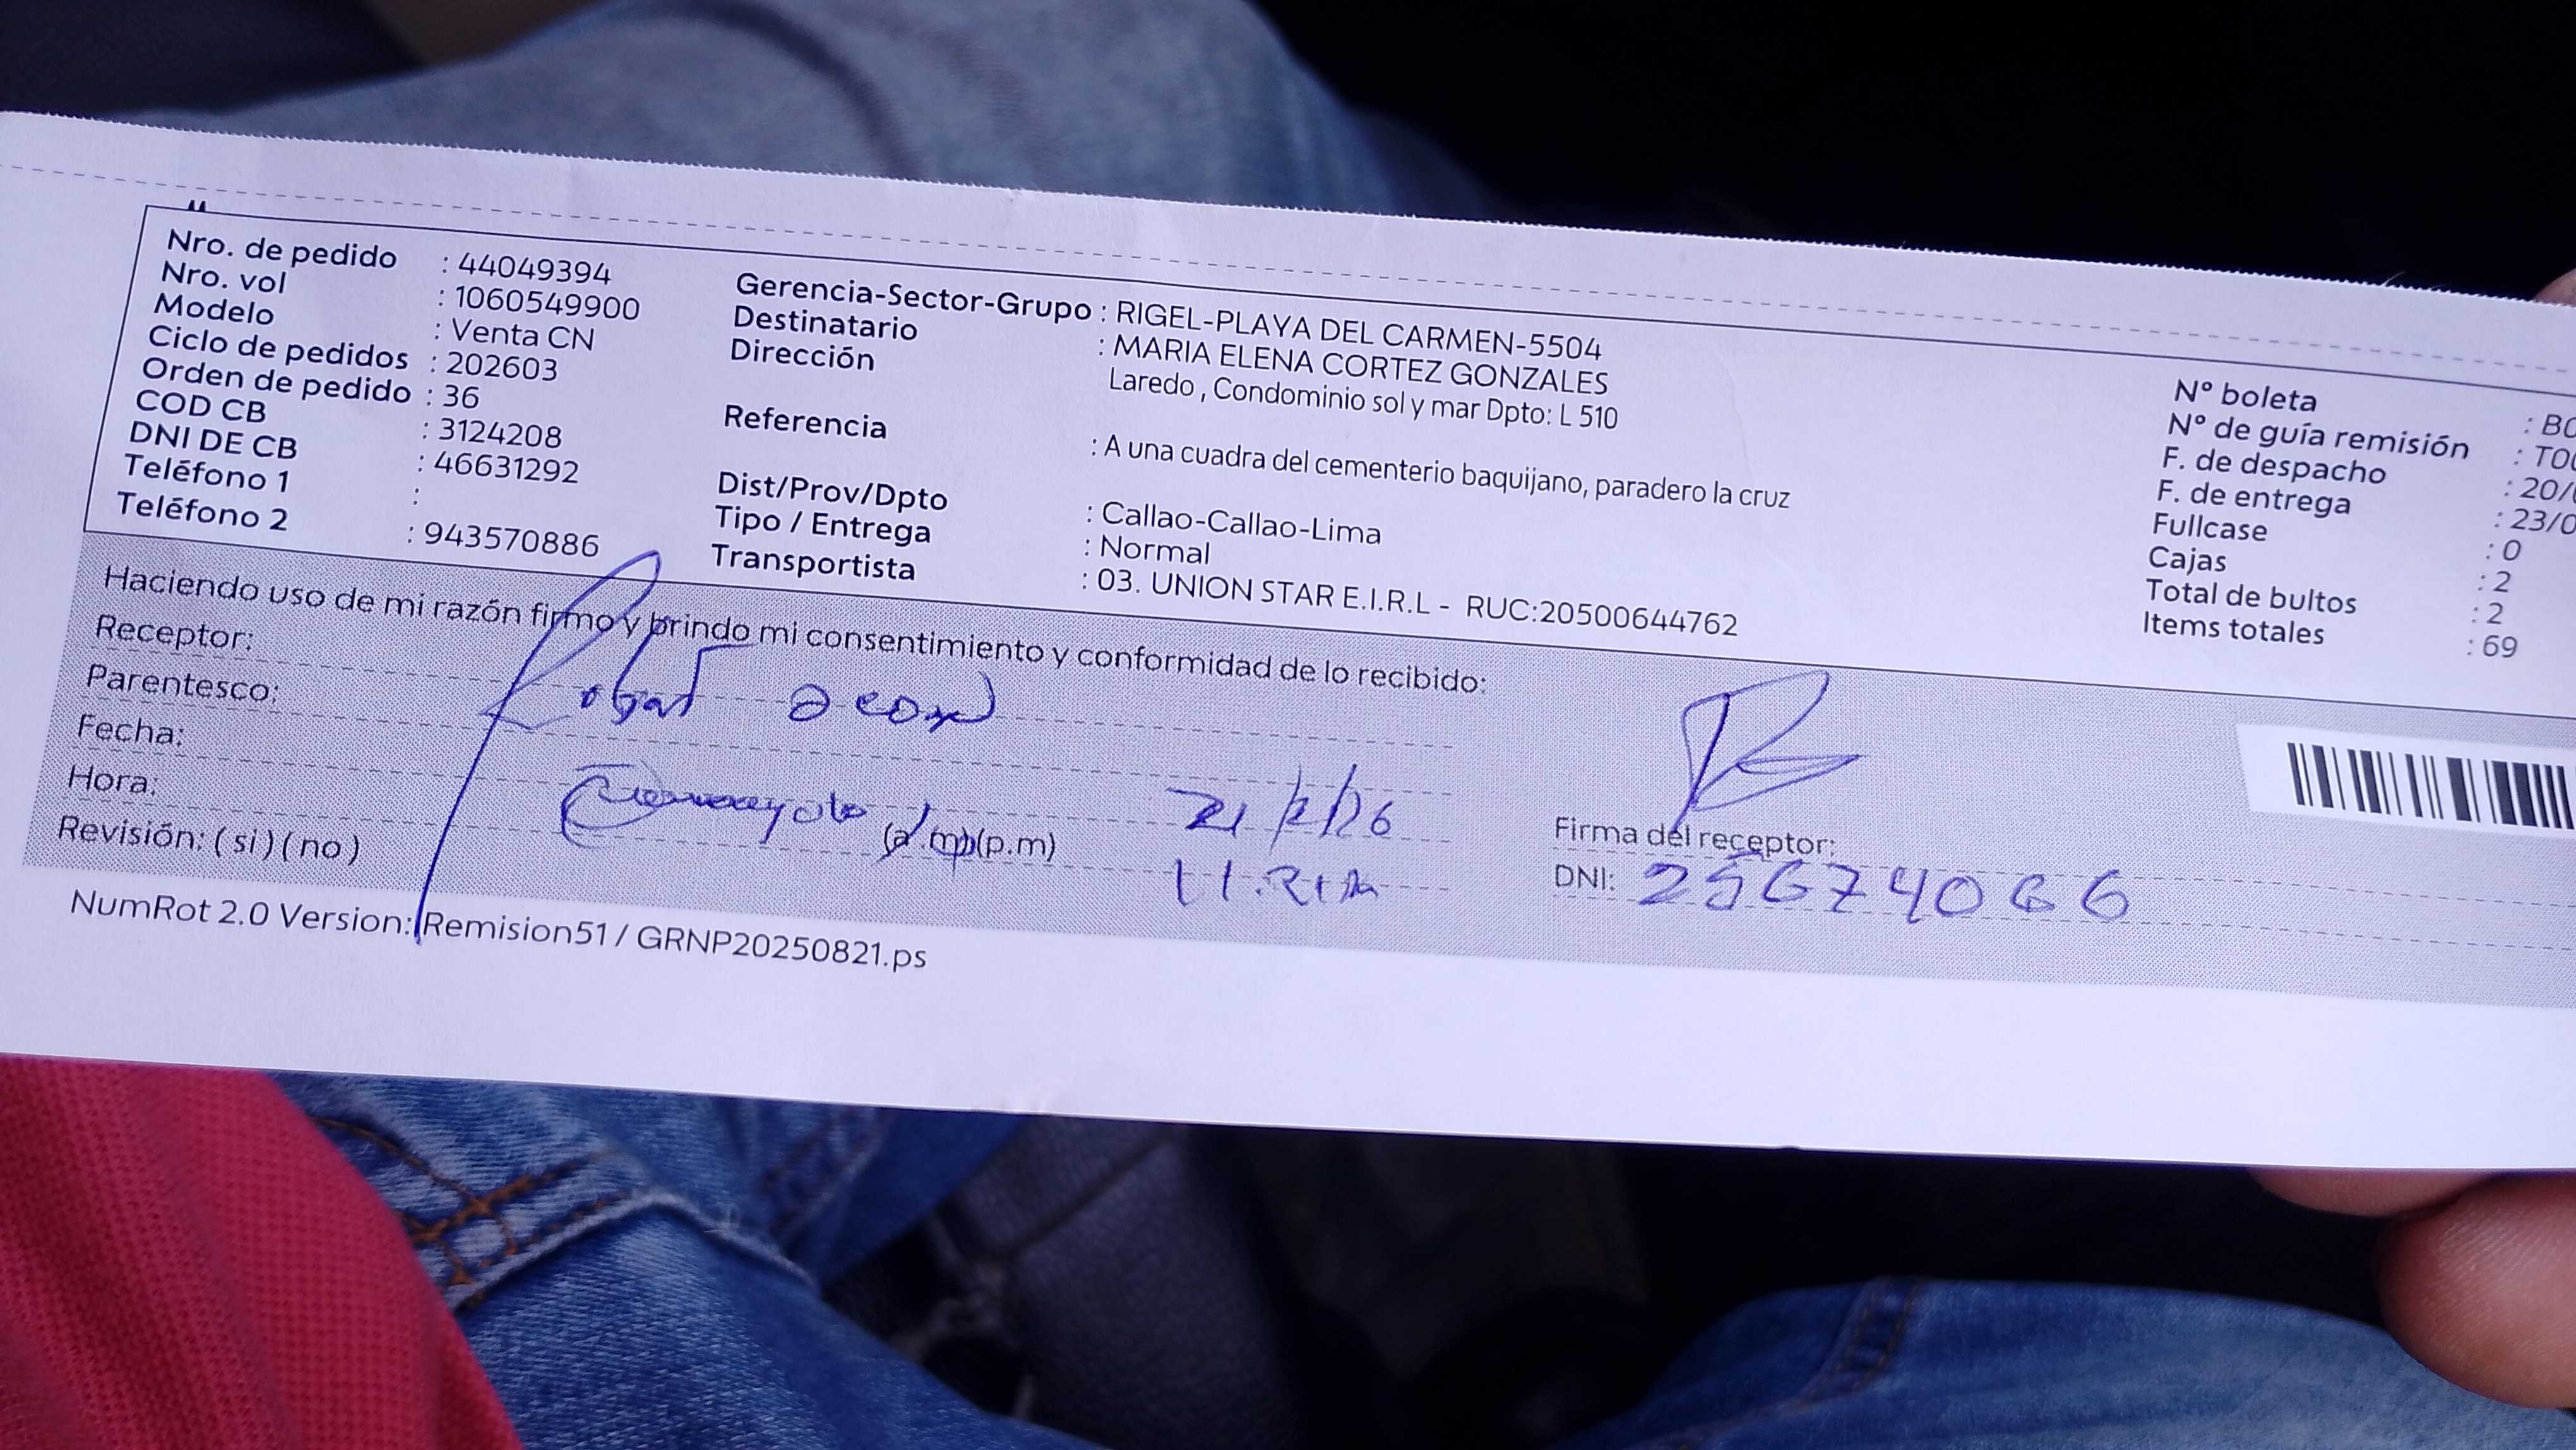 Nro. de pedido : 44049394
Nro. vol : 1060549900
Modelo : Venta CN
Ciclo de pedidos : 202603
Orden de pedido : 36
COD CB : 3124208
DNI DE CB : 46631292
Teléfono 1 :
Teléfono 2 : 943570886
Gerencia-Sector-Grupo : RIGEL-PLAYA DEL CARMEN-5504
Destinatario : MARIA ELENA CORTEZ GONZALES
Dirección Laredo , Condominio sol y mar Dpto: L 510
Referencia : A una cuadra del cementerio baquijano, paradero la cruz
Dist/Prov/Dpto : Callao-Callao-Lima
Tipo / Entrega : Normal
Transportista : 03. UNION STAR E.I.R.L - RUC:20500644762
N° boleta : B0
N° de guía remisión : T00
F. de despacho : 20/
F. de entrega : 23/0
Fullcase : 0
Cajas : 2
Total de bultos : 2
Items totales : 69
Haciendo uso de mi razón firmo y brindo mi consentimiento y conformidad de lo recibido:
Receptor:
Parentesco:
Fecha: 21/2/26
Hora: (a.m)(p.m)
Revisión: ( si ) ( no )
Firma del receptor:
DNI: 25674066
NumRot 2.0 Version: Remision51 / GRNP20250821.ps